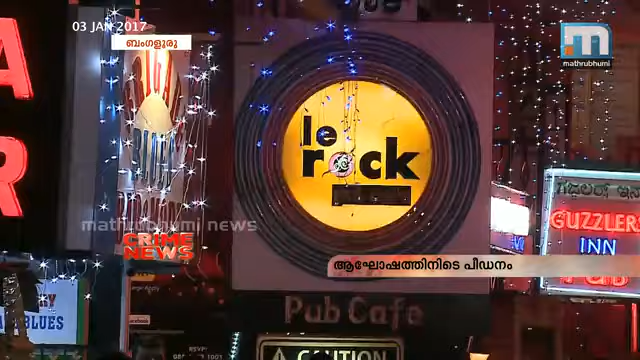 03 JAN 2017
ബംഗളൂരു
mathrubhumi
le
rock
mathrubhumi news
CRIME
NEWS
GUZZLERS
INN
PUB
ആഘോഷത്തിനിടെ പീഡനം
BLUES
Pub Cafe
CAUTION